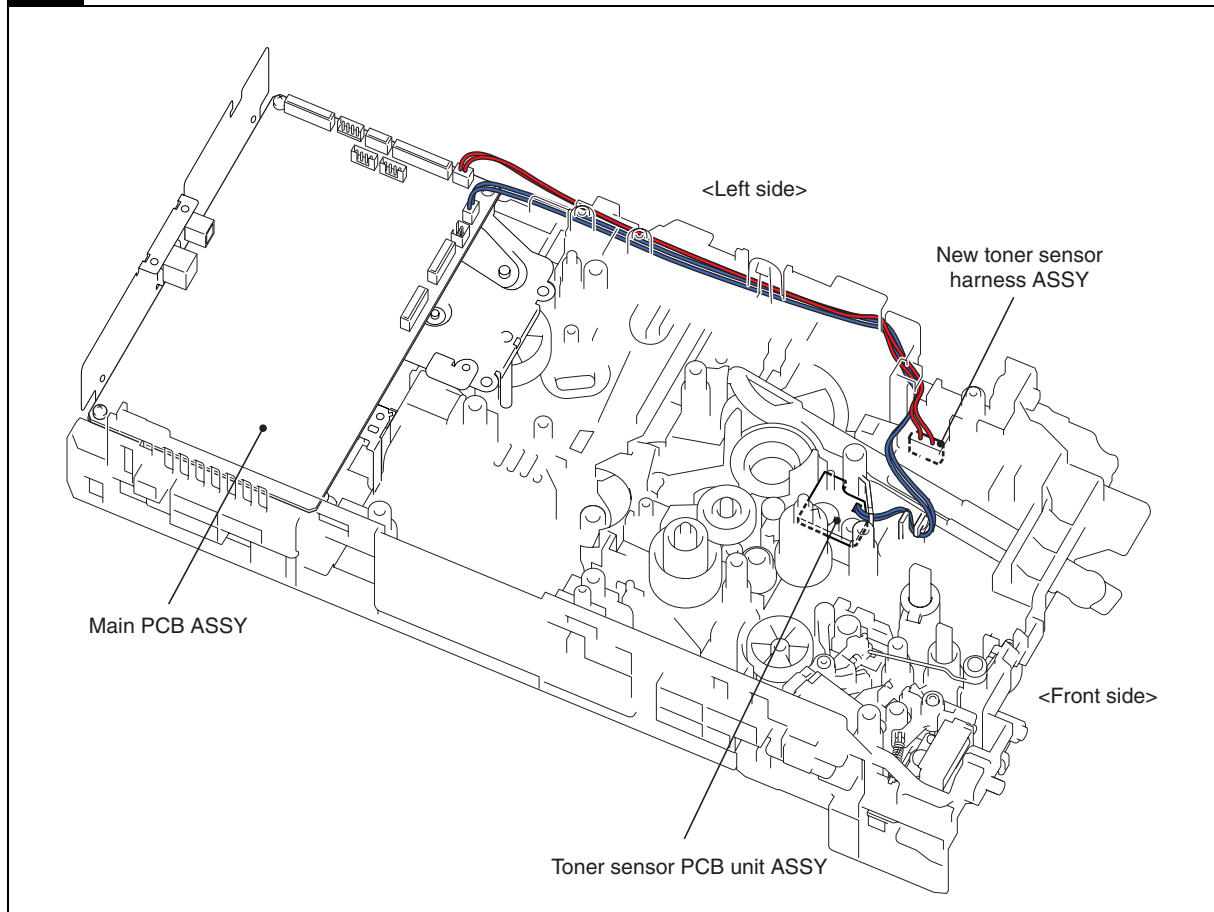 <Left side>
New toner sensor
harness ASSY
Main PCB ASSY
<Front side>
Toner sensor PCB unit ASSY